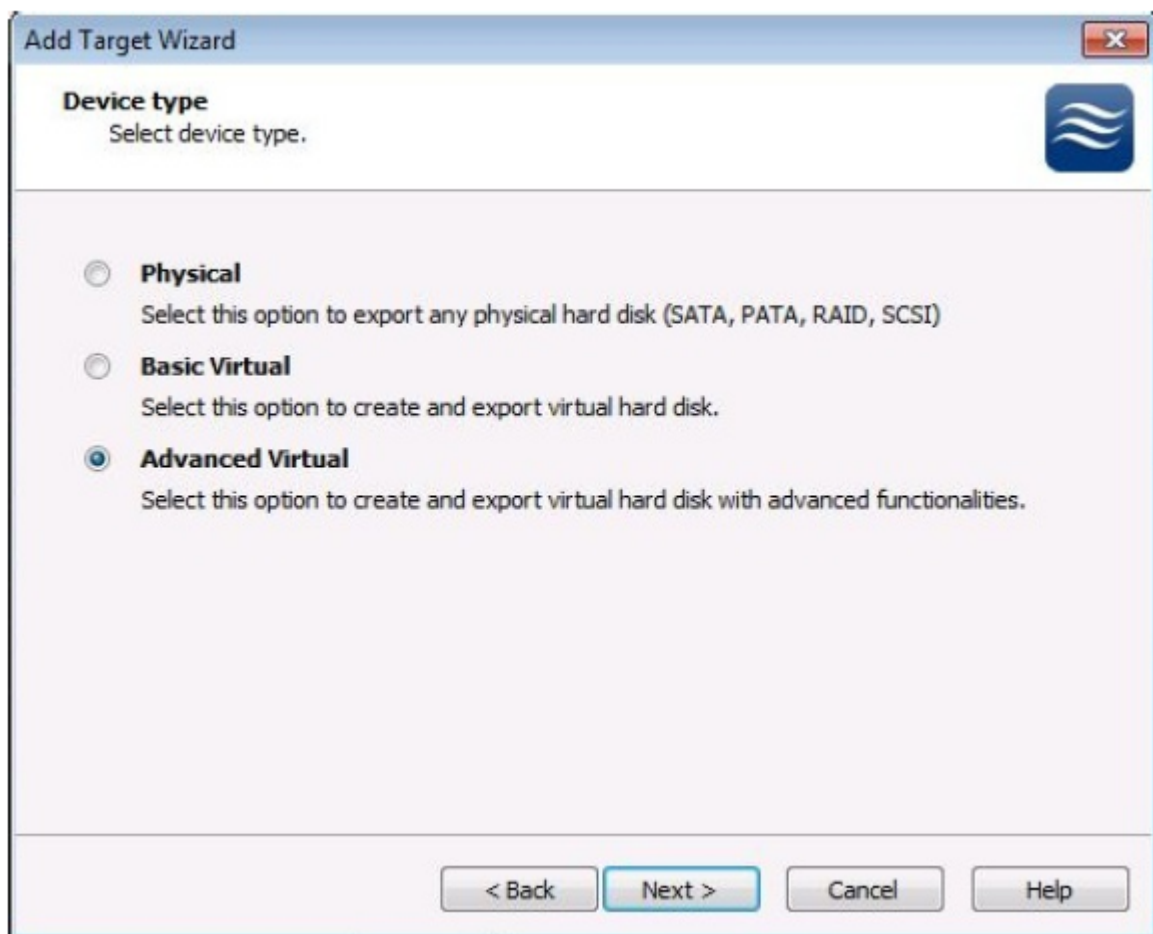 Add Target Wizard
Device type
Select device type.
Physical
Select this option to export any physical hard disk (SATA, PATA, RAID, SCSI)
Basic Virtual
Select this option to create and export virtual hard disk.
Advanced Virtual
Select this option to create and export virtual hard disk with advanced functionalities.
< Back Next > Cancel Help